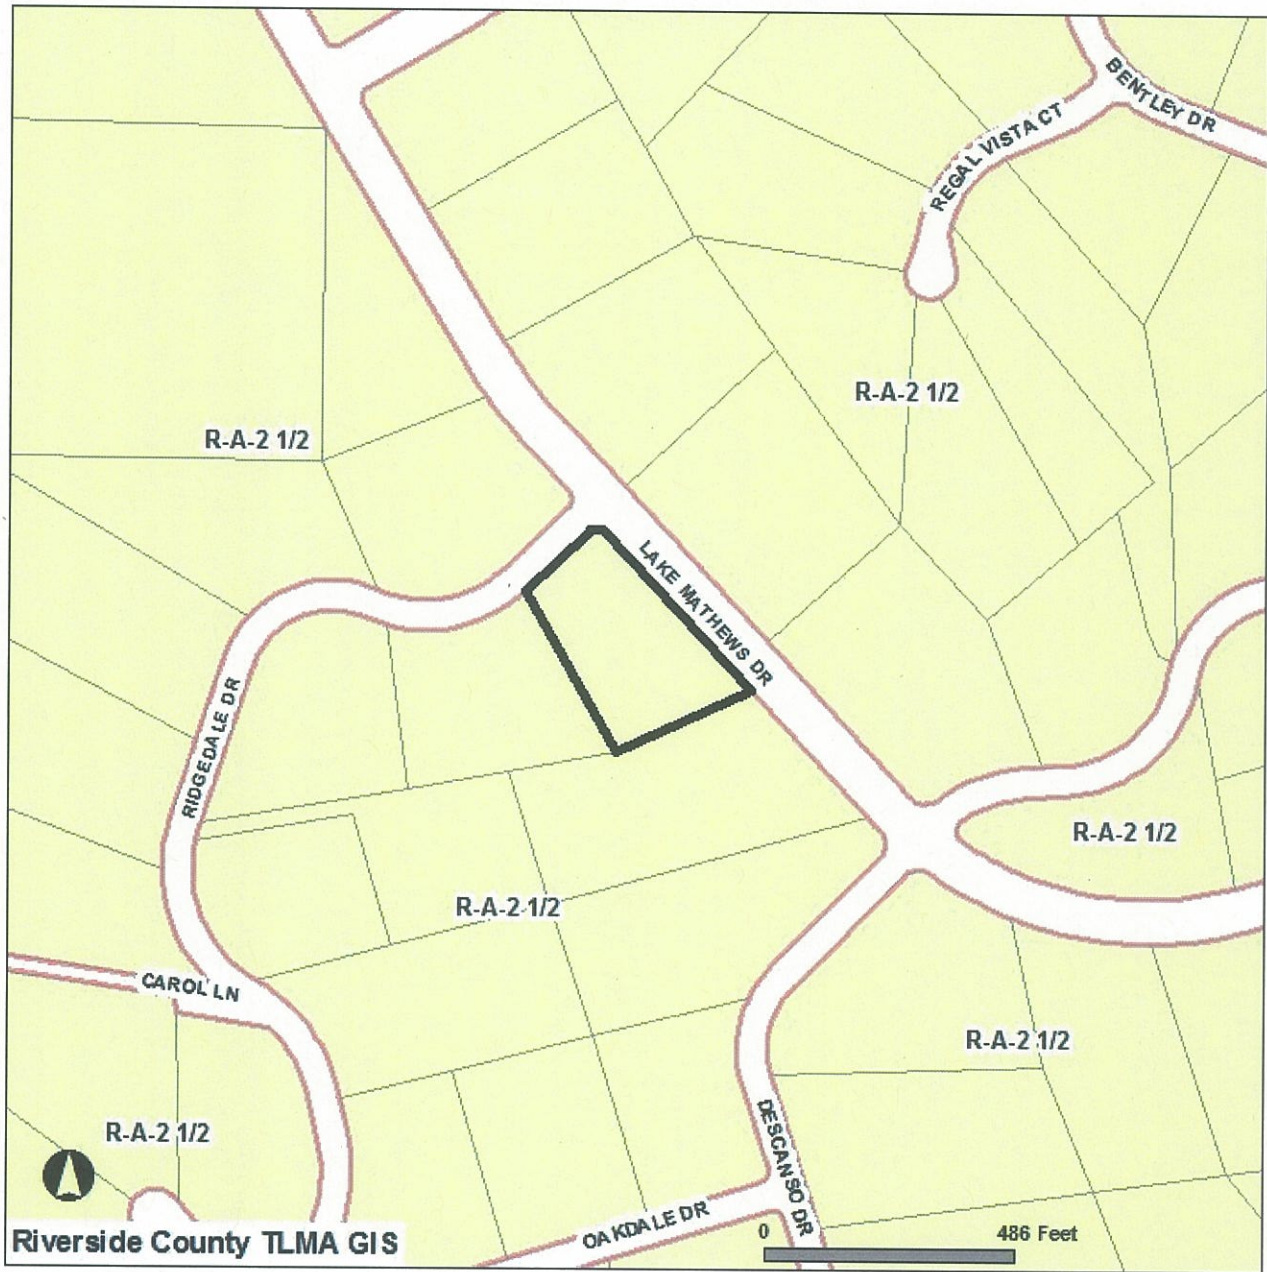 BENTLEY DR
REGAL VISTA CT
R-A-2 1/2
R-A-2 1/2
LAKE MATHEWS DR
RIDGEDALE DR
R-A-2 1/2
R-A-2 1/2
CAROL LN
R-A-2 1/2
R-A-2 1/2
DESCANSO DR
OAKDALE DR
0 486 Feet
Riverside County TLMA GIS